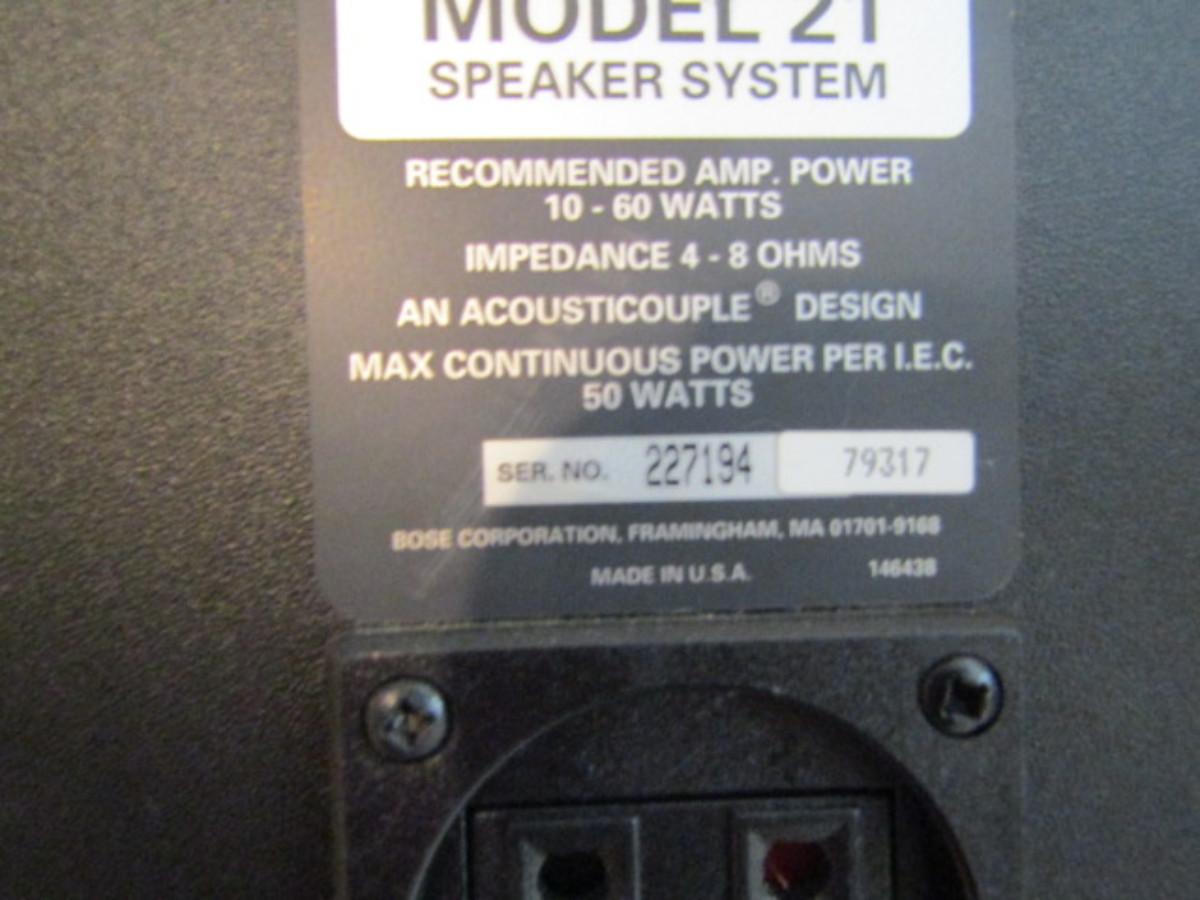 MODEL 21
SPEAKER SYSTEM
RECOMMENDED AMP. POWER
10 - 60 WATTS
IMPEDANCE 4 - 8 OHMS
AN ACOUSTICOUPLE® DESIGN
MAX CONTINUOUS POWER PER I.E.C.
50 WATTS
SER. NO. 227194 79317
BOSE CORPORATION, FRAMINGHAM, MA 01701-9168
MADE IN U.S.A. 146438